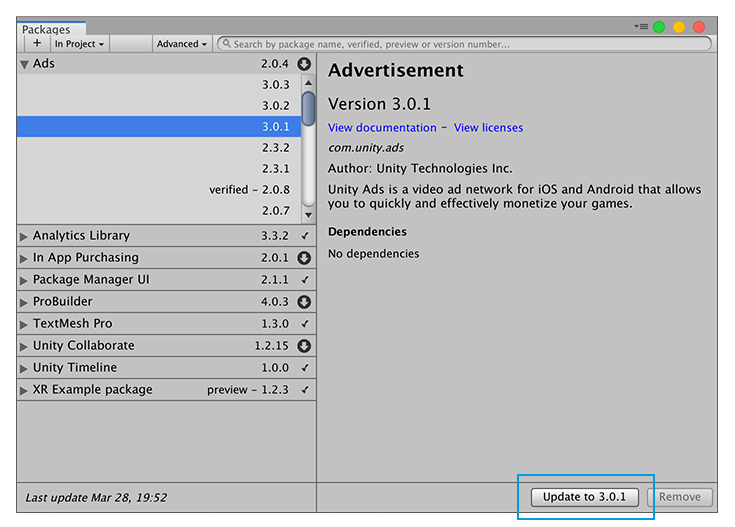 Packages
+ In Project Advanced Search by package name, verified, preview or version number...
Ads 2.0.4
3.0.3
3.0.2
3.0.1
2.3.2
2.3.1
verified – 2.0.8
2.0.7
Analytics Library 3.3.2
In App Purchasing 2.0.1
Package Manager UI 2.1.1
ProBuilder 4.0.3
TextMesh Pro 1.3.0
Unity Collaborate 1.2.15
Unity Timeline 1.0.0
XR Example package preview – 1.2.3
Last update Mar 28, 19:52
Advertisement
Version 3.0.1
View documentation – View licenses
com.unity.ads
Author: Unity Technologies Inc.
Unity Ads is a video ad network for iOS and Android that allows
you to quickly and effectively monetize your games.
Dependencies
No dependencies
Update to 3.0.1 Remove